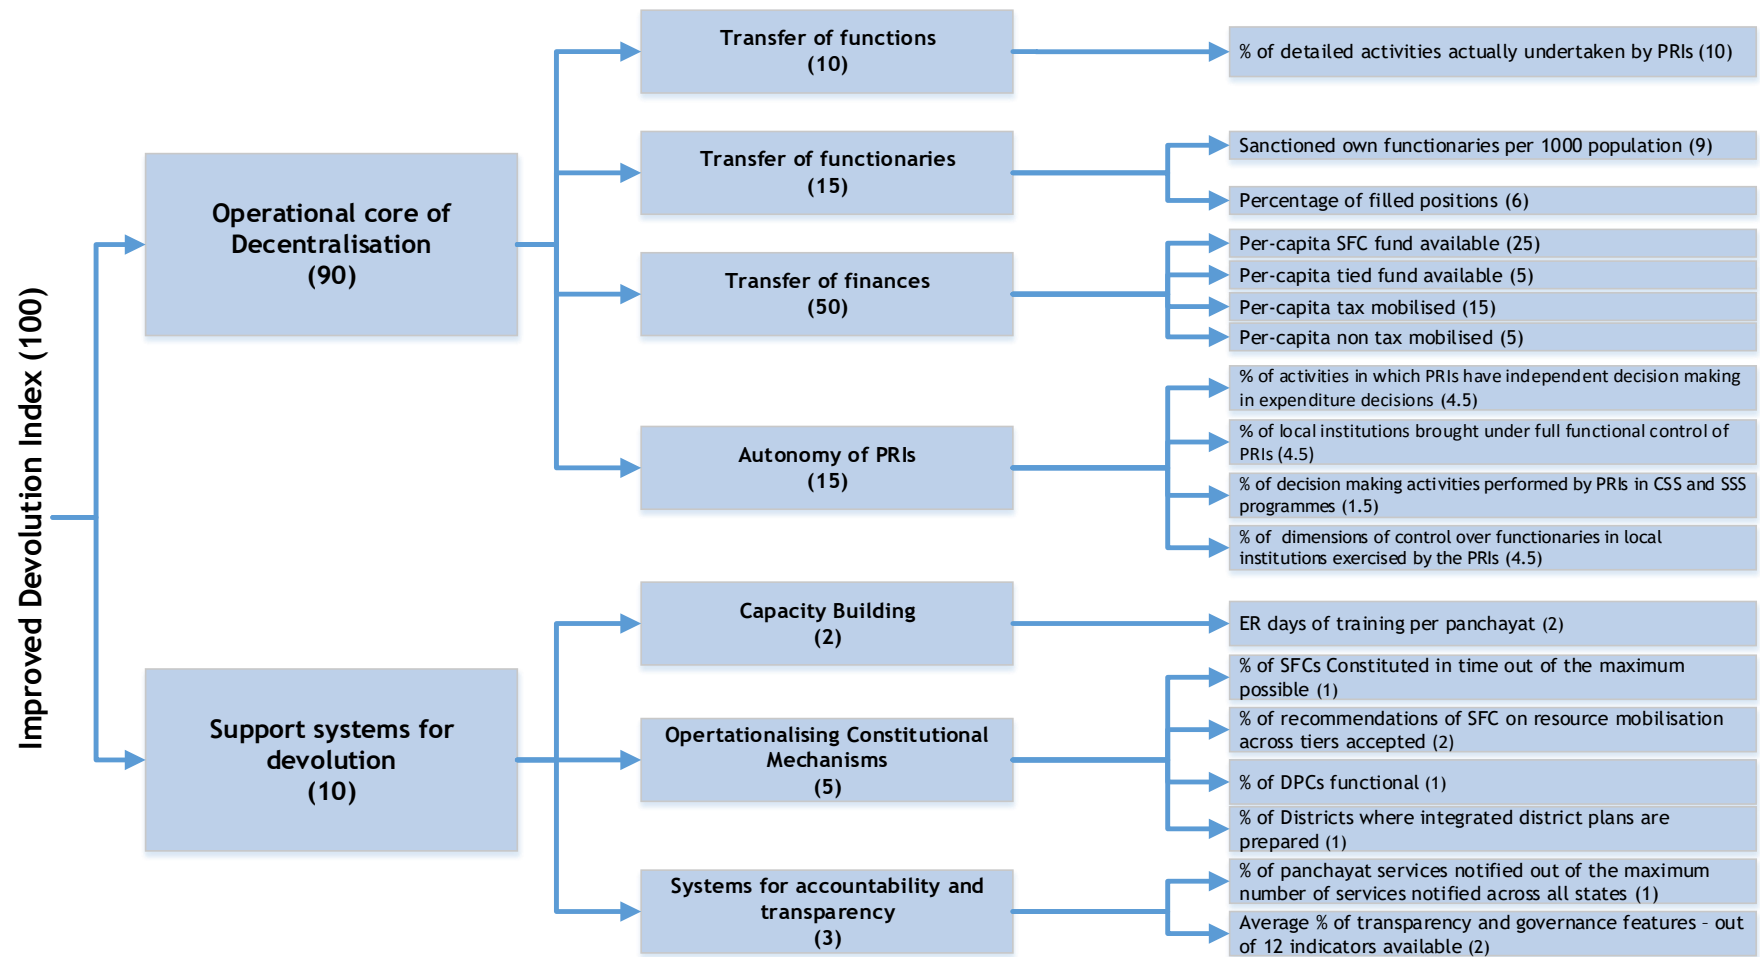 Improved Devolution Index (100)
Operational core of
Decentralisation
(90)
Transfer of functions
(10)
% of detailed activities actually undertaken by PRIs (10)
Transfer of functionaries
(15)
Sanctioned own functionaries per 1000 population (9)
Percentage of filled positions (6)
Transfer of finances
(50)
Per-capita SFC fund available (25)
Per-capita tied fund available (5)
Per-capita tax mobilised (15)
Per-capita non tax mobilised (5)
Autonomy of PRIs
(15)
% of activities in which PRIs have independent decision making
in expenditure decisions (4.5)
% of local institutions brought under full functional control of
PRIs (4.5)
% of decision making activities performed by PRIs in CSS and SSS
programmes (1.5)
% of dimensions of control over functionaries in local
institutions exercised by the PRIs (4.5)
Support systems for
devolution
(10)
Capacity Building
(2)
ER days of training per panchayat (2)
Opertationalising Constitutional
Mechanisms
(5)
% of SFCs Constituted in time out of the maximum
possible (1)
% of recommendations of SFC on resource mobilisation
across tiers accepted (2)
% of DPCs functional (1)
% of Districts where integrated district plans are
prepared (1)
Systems for accountability and
transparency
(3)
% of panchayat services notified out of the maximum
number of services notified across all states (1)
Average % of transparency and governance features – out
of 12 indicators available (2)